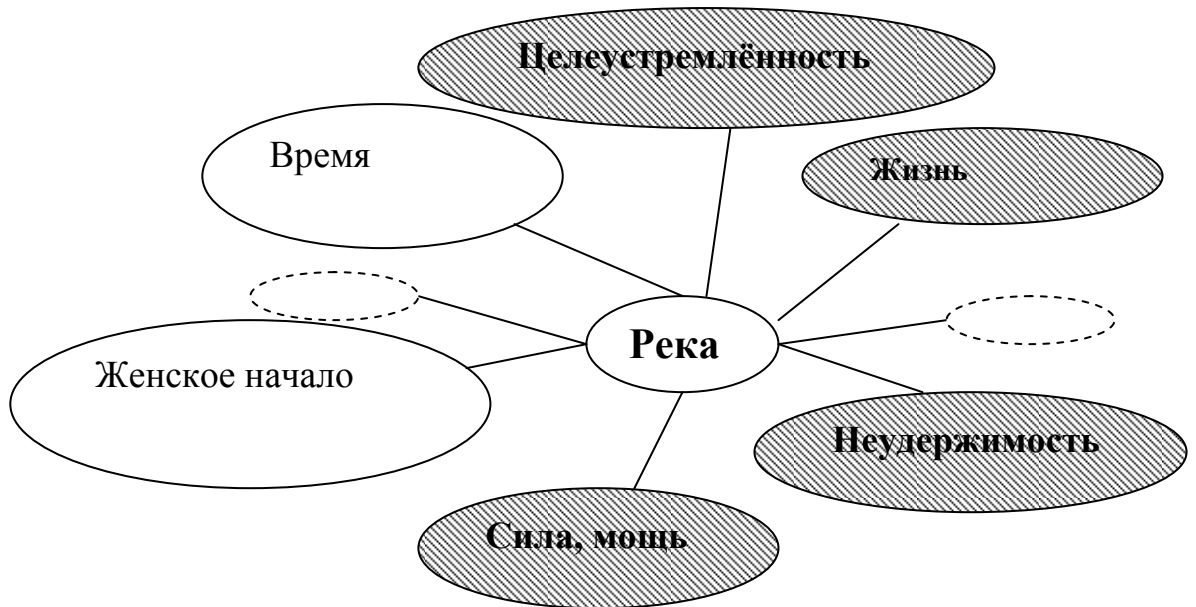 Целеустремлённость
Время
Жизнь
Река
Женское начало
Неудержимость
Сила, мощь